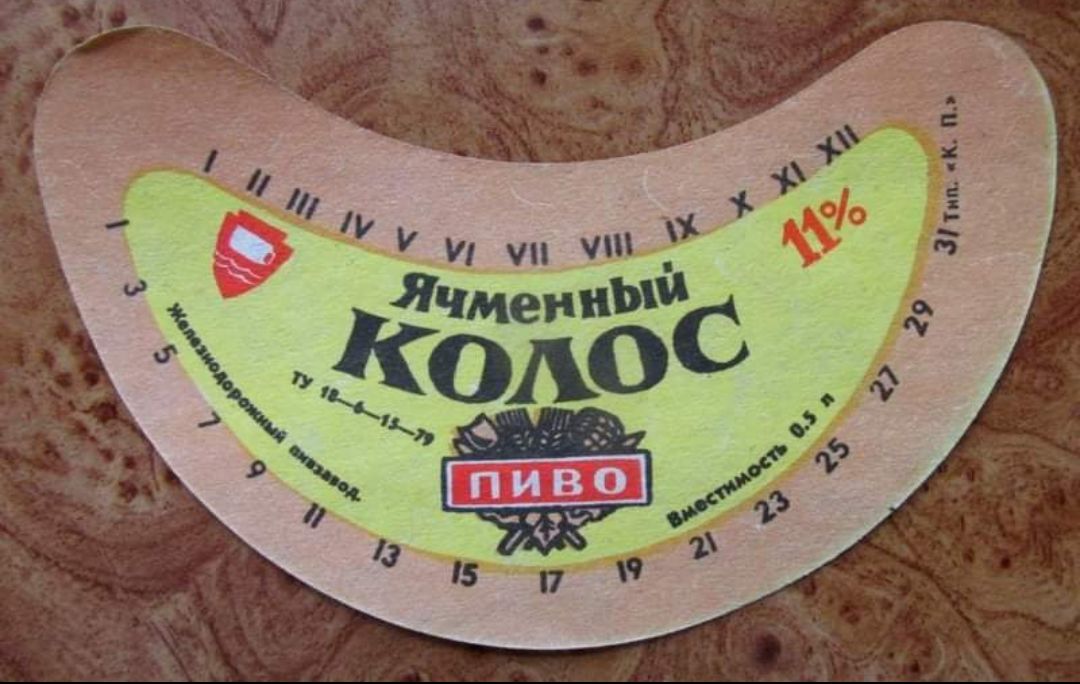 I II III IV V VI VII VIII IX X XI XII
11%
Ячменный
КОЛОС
ТУ 18—6—15—79
ПИВО
Железнодорожный пивзавод.
Вместимость 0.5 л
1 3 5 7 9 11 13 15 17 19 21 23 25 27 29 31
Тип. «К. П.»